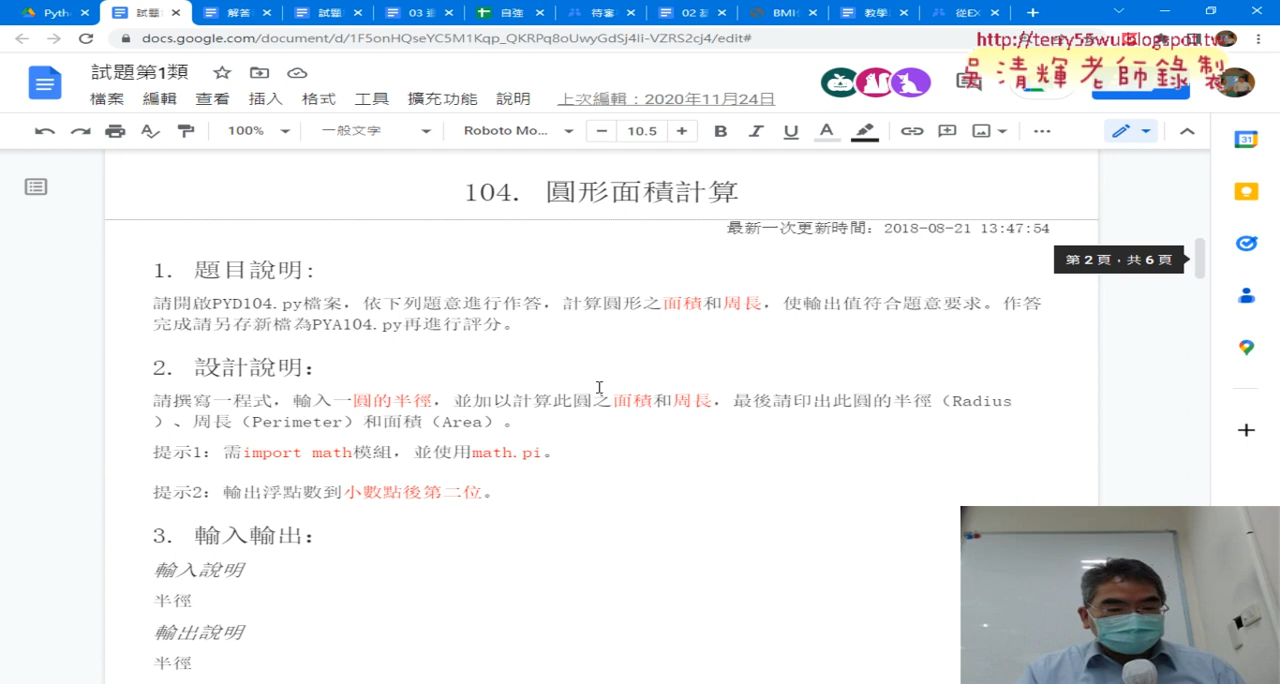 Pyth
試題
解答
試題
03
自強
待審
02
BMI
教學
從EX
docs.google.com/document/d/1F5onHQseYC5M1Kqp_QKRPq8oUwyGdSj4Ii-VZRS2cj4/edit#
http://terry55wu.blogspot.tw
吳清輝老師錄製
試題第1類
檔案 編輯 查看 插入 格式 工具 擴充功能 說明 上次編輯：2020年11月24日
100% 一般文字 Roboto Mo... − 10.5 + B I U A
31
104. 圓形面積計算
最新一次更新時間: 2018-08-21 13:47:54
第 2 頁，共 6 頁
1. 題目說明:
請開啟PYD104.py檔案，依下列題意進行作答，計算圓形之面積和周長，使輸出值符合題意要求。作答
完成請另存新檔為PYA104.py再進行評分。
2. 設計說明：
請撰寫一程式，輸入一圓的半徑，並加以計算此圓之面積和周長，最後請印出此圓的半徑（Radius
）、周長（Perimeter）和面積（Area）。
提示1：需import math模組，並使用math.pi。
提示2：輸出浮點數到小數點後第二位。
3. 輸入輸出：
輸入說明
半徑
輸出說明
半徑